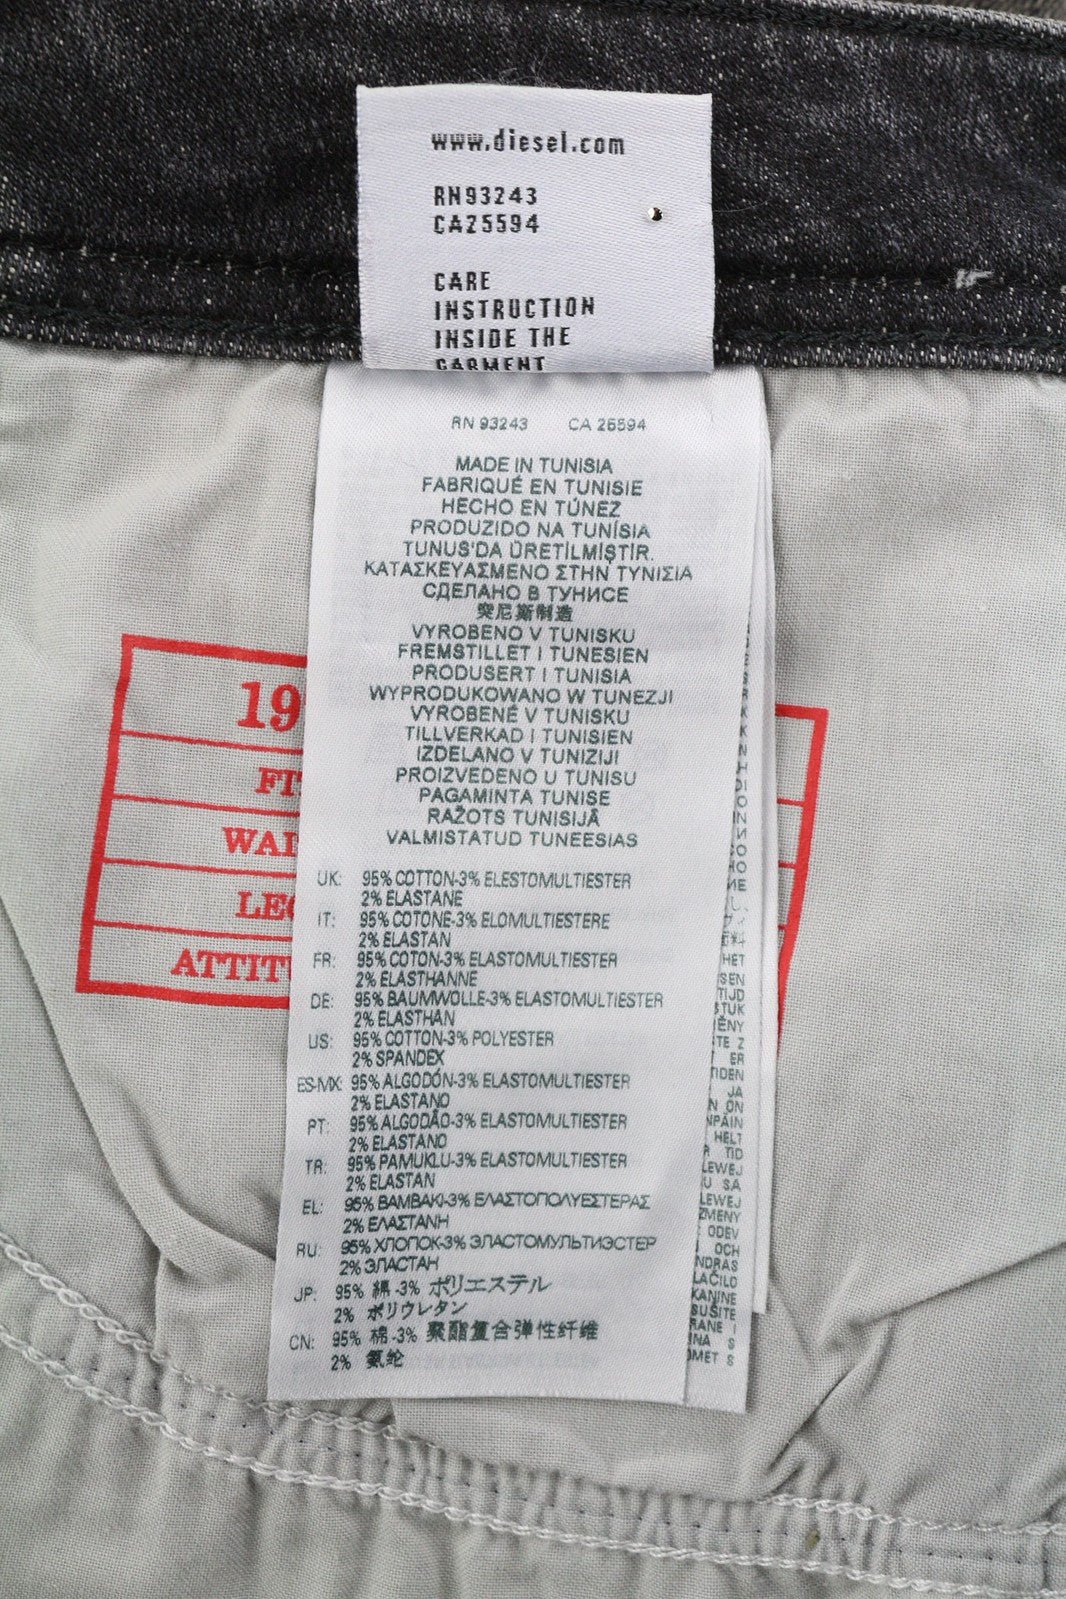 www.diesel.com
RN93243
CA25594
CARE
INSTRUCTION
INSIDE THE
GARMENT
RN 93243 CA 26594
MADE IN TUNISIA
FABRIQUÉ EN TUNISIE
HECHO EN TÚNEZ
PRODUZIDO NA TUNÍSIA
TUNUS'DA ÜRETİLMİŞTİR.
ΚΑΤΑΣΚΕΥΑΣΜΕΝΟ ΣΤΗΝ ΤΥΝΙΣΙΑ
СДЕЛАНО В ТУНИСЕ
突尼斯制造
VYROBENO V TUNISKU
FREMSTILLET I TUNESIEN
PRODUSERT I TUNISIA
WYPRODUKOWANO W TUNEZJI
VYROBENÉ V TUNISKU
TILLVERKAD I TUNISIEN
IZDELANO V TUNIZIJI
PROIZVEDENO U TUNISU
PAGAMINTA TUNISE
RAŽOTS TUNISIJĀ
VALMISTATUD TUNEESIAS
UK: 95% COTTON-3% ELESTOMULTIESTER
2% ELASTANE
IT: 95% COTONE-3% ELOMULTIESTERE
2% ELASTAN
FR: 95% COTON-3% ELASTOMULTIESTER
2% ELASTHANNE
DE: 95% BAUMWOLLE-3% ELASTOMULTIESTER
2% ELASTHAN
US: 95% COTTON-3% POLYESTER
2% SPANDEX
ES-MX: 95% ALGODÓN-3% ELASTOMULTIESTER
2% ELASTANO
PT: 95% ALGODÃO-3% ELASTOMULTIESTER
2% ELASTANO
TR: 95% PAMUKLU-3% ELASTOMULTIESTER
2% ELASTAN
EL: 95% ΒΑΜΒΑΚΙ-3% ΕΛΑΣΤΟΠΟΛΥΕΣΤΕΡΑΣ
2% ΕΛΑΣΤΑΝΗ
RU: 95% ХЛОПОК-3% ЭЛАСТОМУЛЬТИЭСТЕР
2% ЭЛАСТАН
JP: 95% 綿 -3% ポリエステル
2% ポリウレタン
CN: 95% 棉 -3% 聚酯复合弹性纤维
2% 氨纶
19
FIT
WAI
LEG
ATTITU